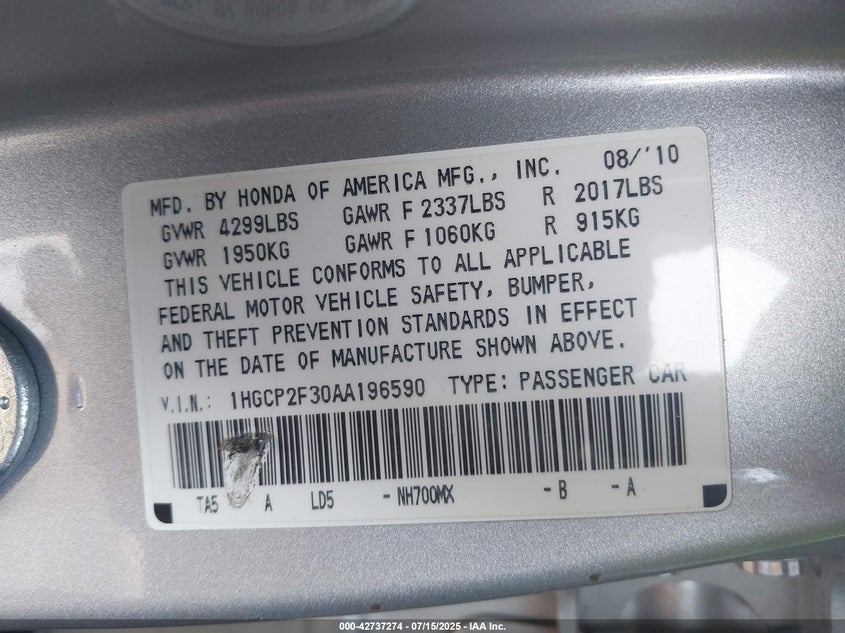 MFD. BY HONDA OF AMERICA MFG., INC. 08/'10
GVWR 4299LBS GAWR F 2337LBS R 2017LBS
GVWR 1950KG GAWR F 1060KG R 915KG
THIS VEHICLE CONFORMS TO ALL APPLICABLE
FEDERAL MOTOR VEHICLE SAFETY, BUMPER,
AND THEFT PREVENTION STANDARDS IN EFFECT
ON THE DATE OF MANUFACTURE SHOWN ABOVE.
V.I.N.: 1HGCP2F30AA196590 TYPE: PASSENGER CAR
TA5 A LD5 - NH700MX - B - A
000-42737274 - 07/15/2025 - IAA Inc.